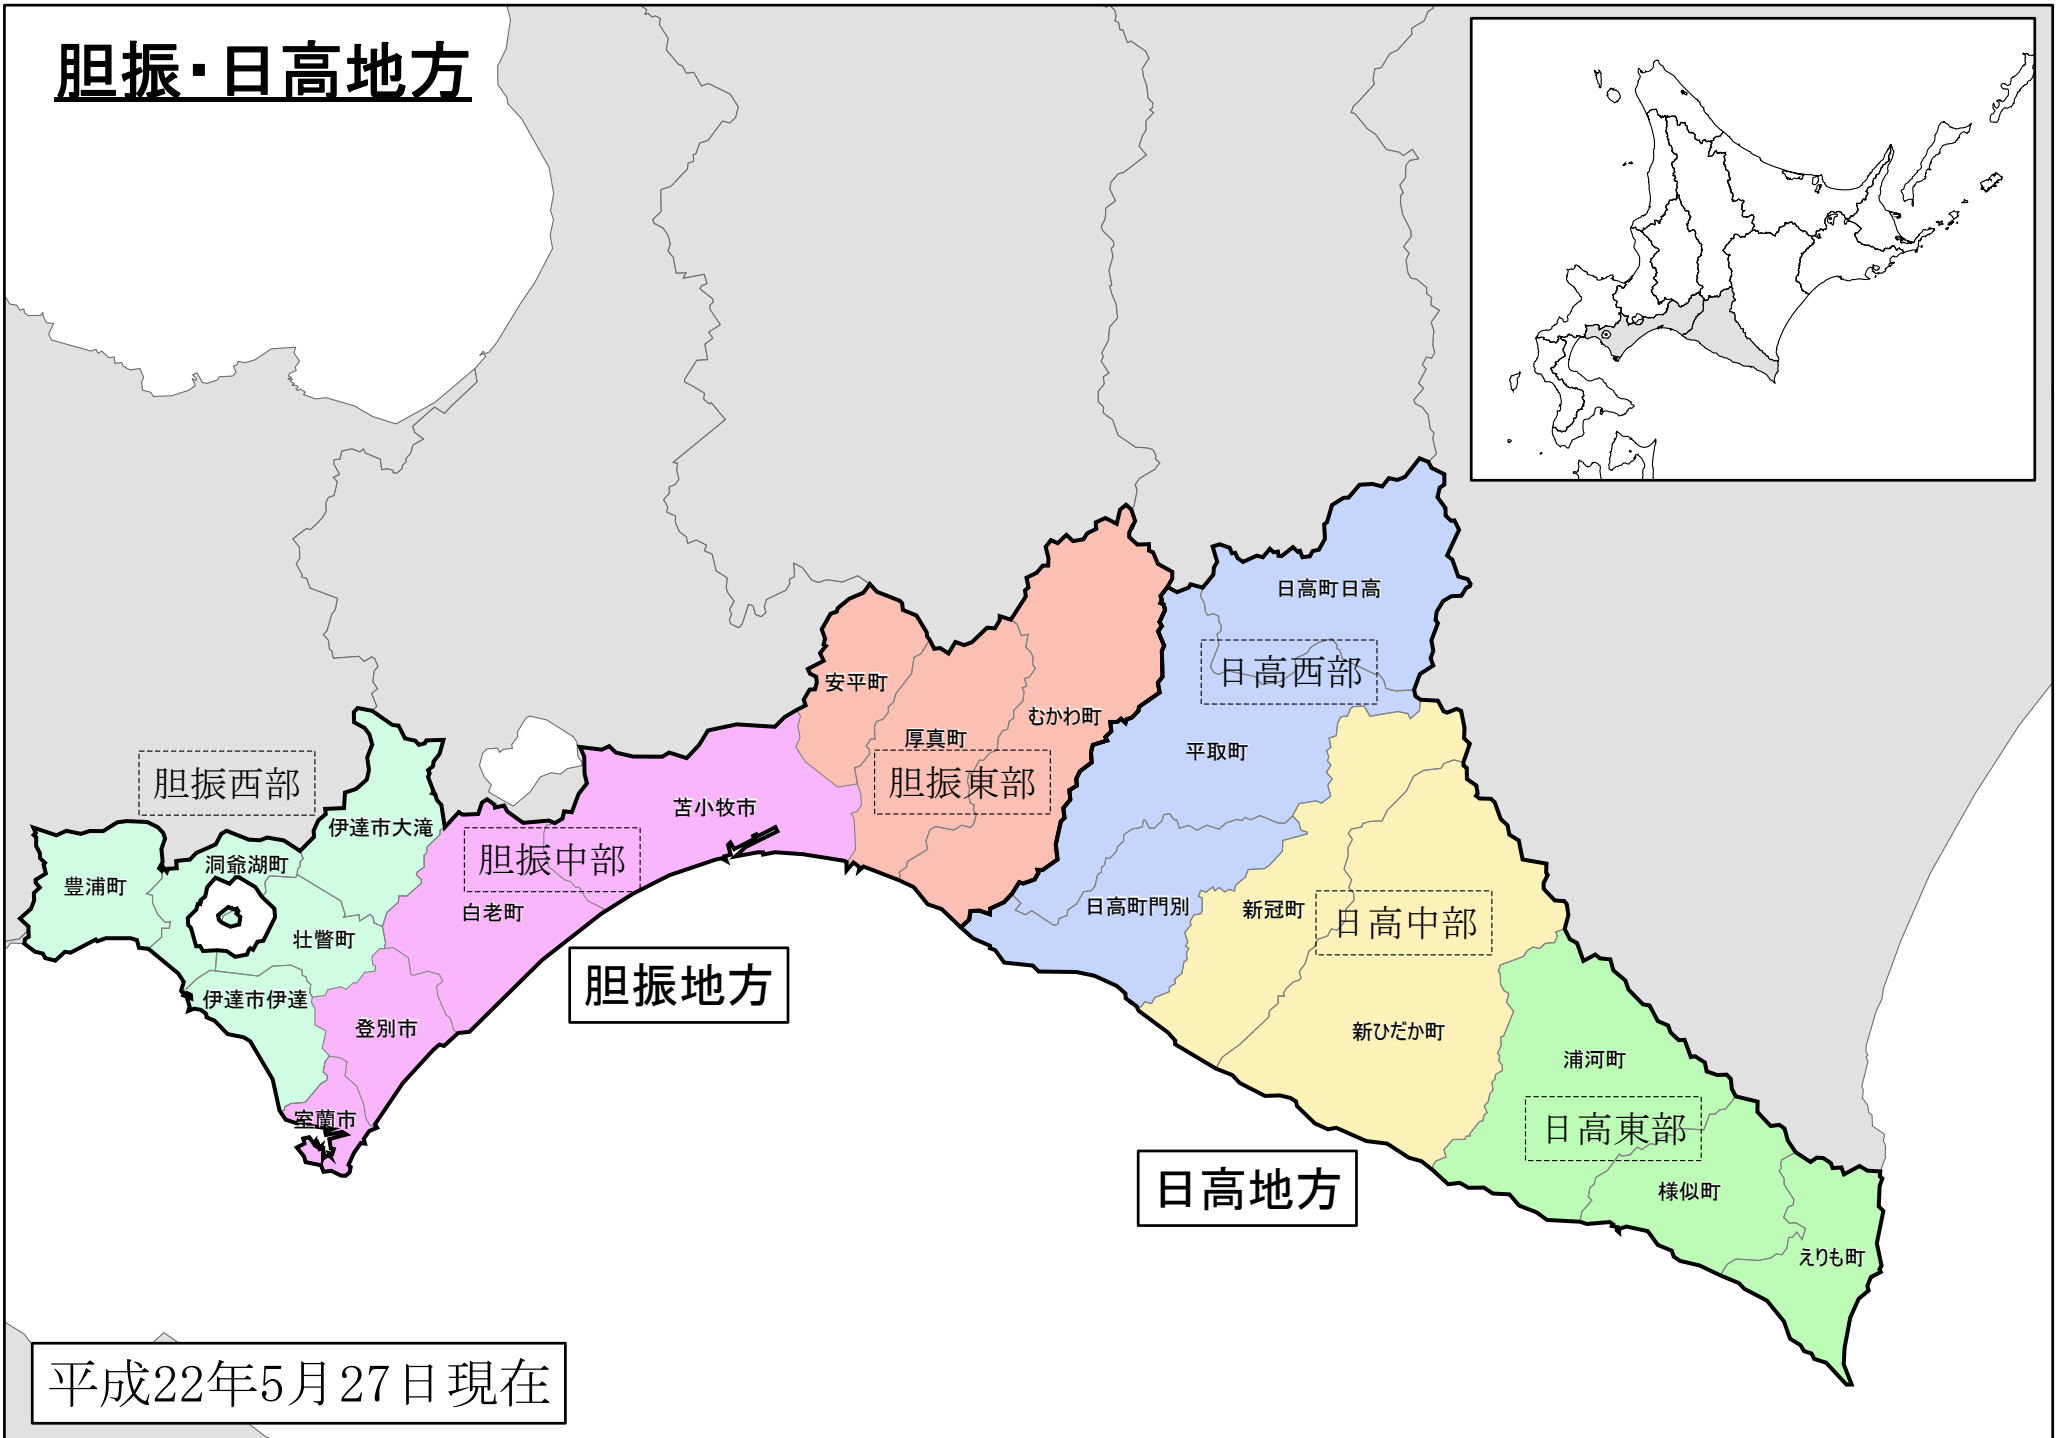 胆振・日高地方
日高町日高
日高西部
安平町
むかわ町
厚真町
平取町
胆振西部
胆振東部
苫小牧市
伊達市大滝
胆振中部
洞爺湖町
豊浦町
白老町
日高町門別
新冠町
日高中部
壮瞥町
胆振地方
伊達市伊達
登別市
新ひだか町
浦河町
室蘭市
日高東部
日高地方
様似町
えりも町
平成22年5月27日現在